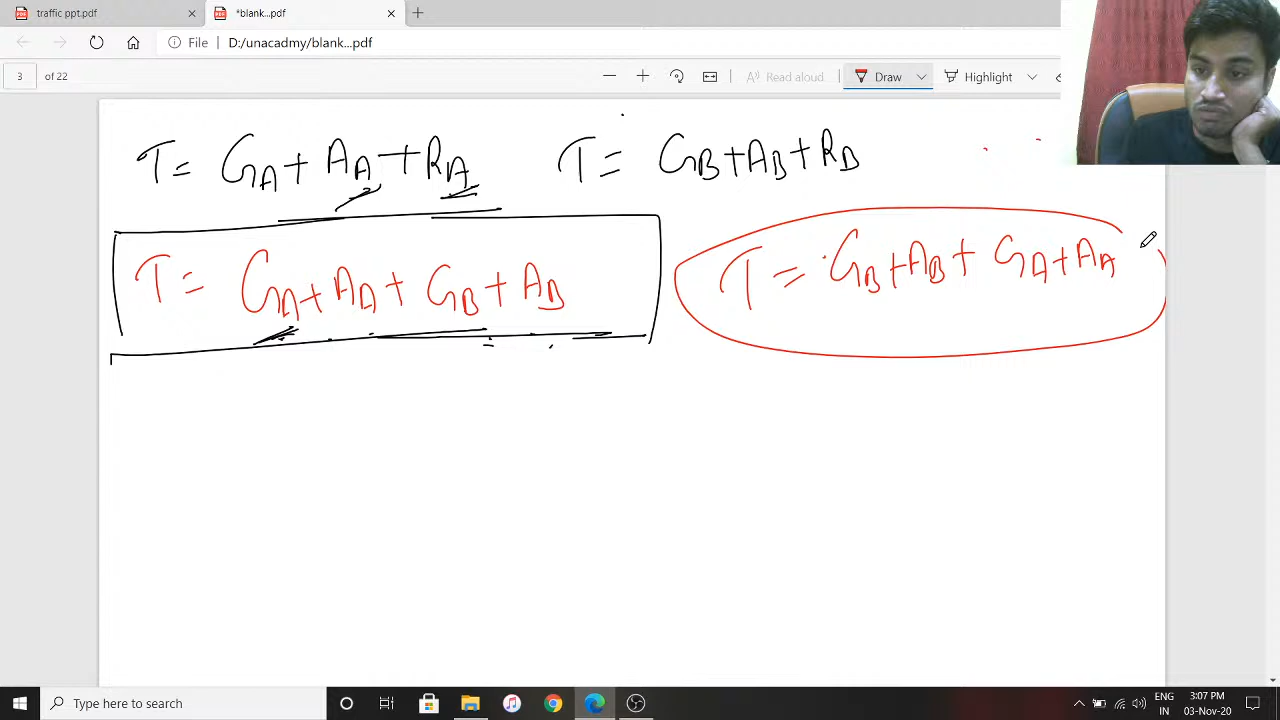 traffic ppt.pdf
*blank...pdf
File D:/unacadmy/blank...pdf
3 of 22
Read aloud Draw Highlight
T = GA + AA + RA T = GB + AB + RB
T = GA + AA + GB + AB
T = GB + AB + GA + AA
Type here to search
ENG 3:07 PM
IN 03-Nov-20